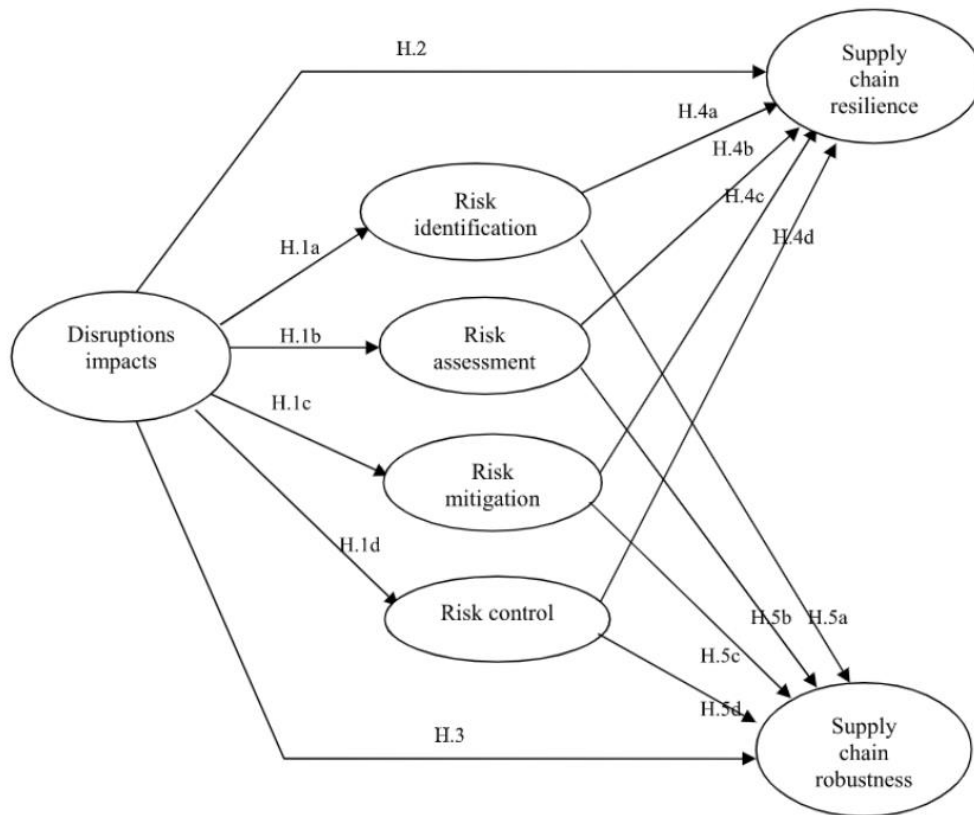 H.2
Supply
chain
resilience
H.4a
H.4b
Risk
identification
H.4c
H.4d
H.1a
Disruptions
impacts
H.1b
Risk
assessment
H.1c
Risk
mitigation
H.1d
Risk control
H.5b
H.5a
H.5c
H.5d
H.3
Supply
chain
robustness